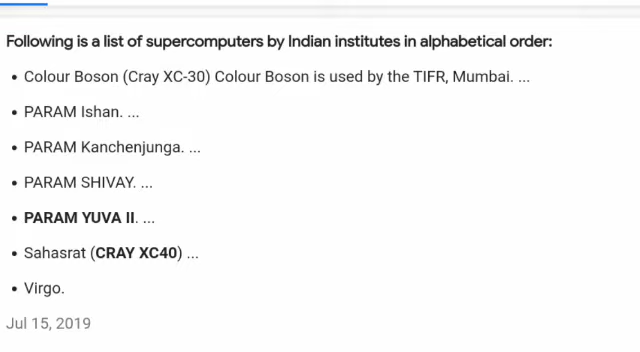 Following is a list of supercomputers by Indian institutes in alphabetical order:
• Colour Boson (Cray XC-30) Colour Boson is used by the TIFR, Mumbai. ...
• PARAM Ishan. ...
• PARAM Kanchenjunga. ...
• PARAM SHIVAY. ...
• PARAM YUVA II. ...
• Sahasrat (CRAY XC40) ...
• Virgo.
Jul 15, 2019